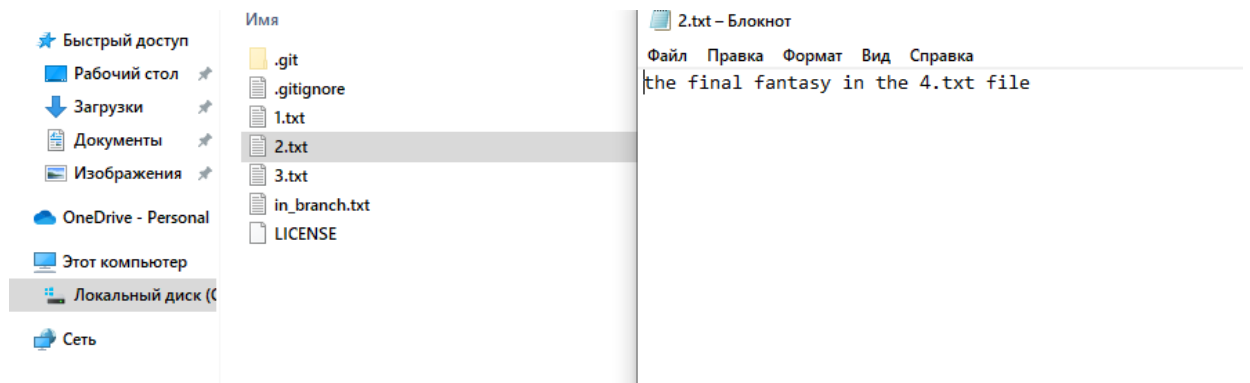 Быстрый доступ
Рабочий стол
Загрузки
Документы
Изображения
OneDrive - Personal
Этот компьютер
Локальный диск (C
Сеть
Имя
.git
.gitignore
1.txt
2.txt
3.txt
in_branch.txt
LICENSE
2.txt – Блокнот
Файл Правка Формат Вид Справка
the final fantasy in the 4.txt file